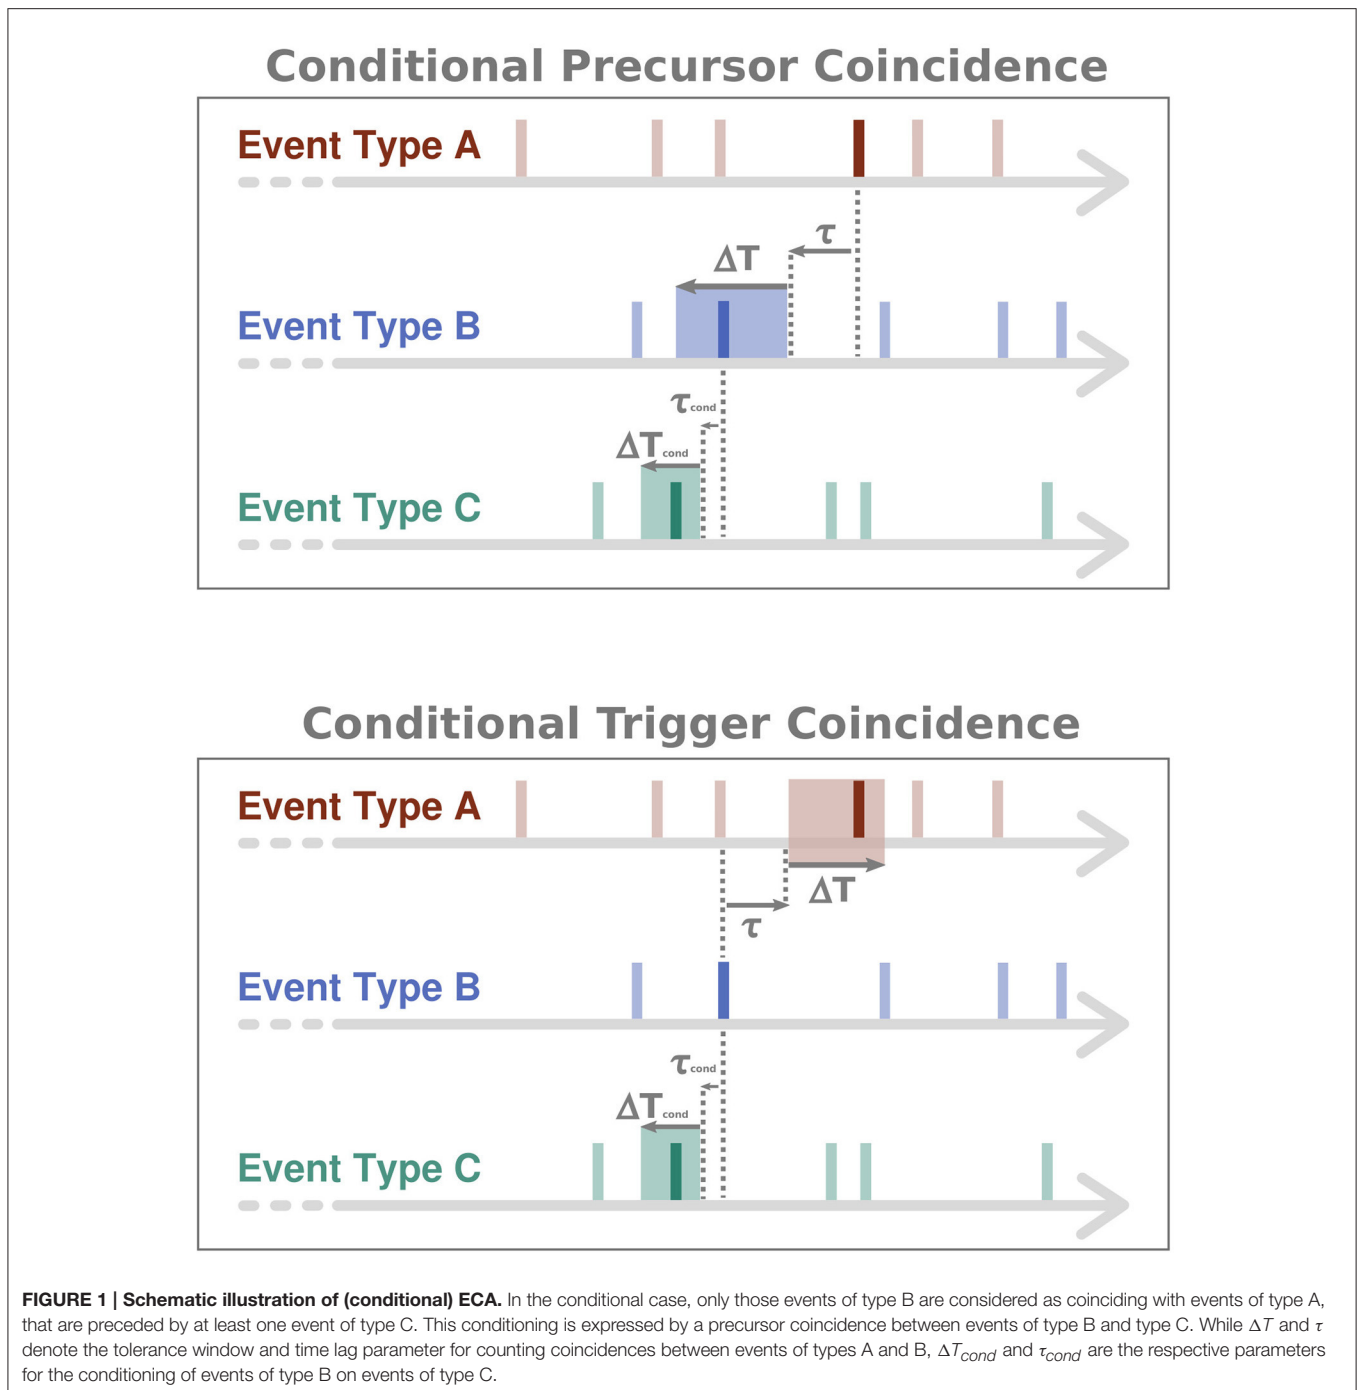 Conditional Precursor Coincidence
Event Type A
τ
ΔT
Event Type B
τcond
ΔTcond
Event Type C
Conditional Trigger Coincidence
Event Type A
ΔT
τ
Event Type B
τcond
ΔTcond
Event Type C
FIGURE 1 | Schematic illustration of (conditional) ECA. In the conditional case, only those events of type B are considered as coinciding with events of type A,
that are preceded by at least one event of type C. This conditioning is expressed by a precursor coincidence between events of type B and type C. While ΔT and τ
denote the tolerance window and time lag parameter for counting coincidences between events of types A and B, ΔTcond and τcond are the respective parameters
for the conditioning of events of type B on events of type C.